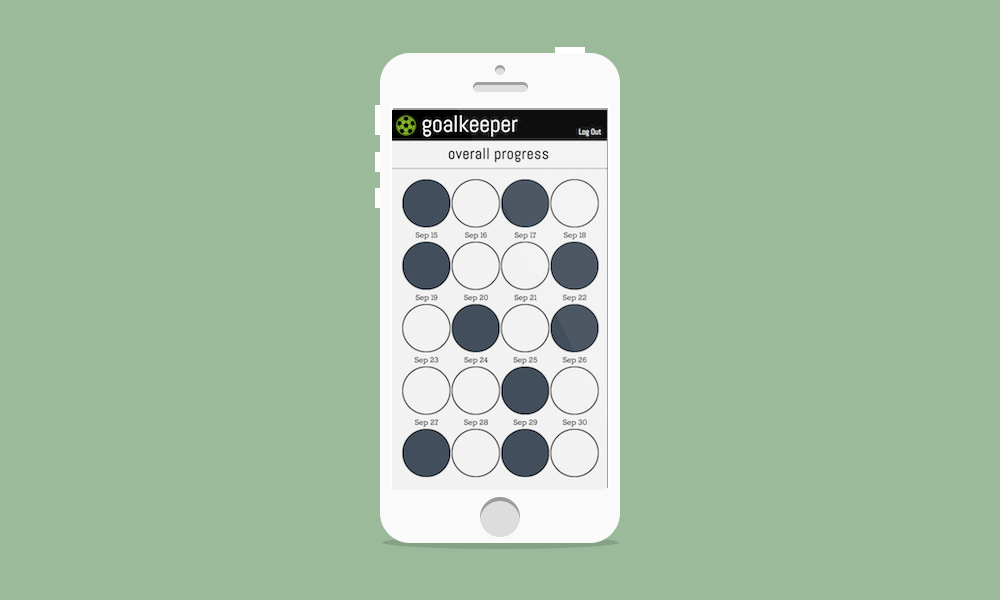 goalkeeper
Log Out
overall progress
Sep 15 Sep 16 Sep 17 Sep 18
Sep 19 Sep 20 Sep 21 Sep 22
Sep 23 Sep 24 Sep 25 Sep 26
Sep 27 Sep 28 Sep 29 Sep 30